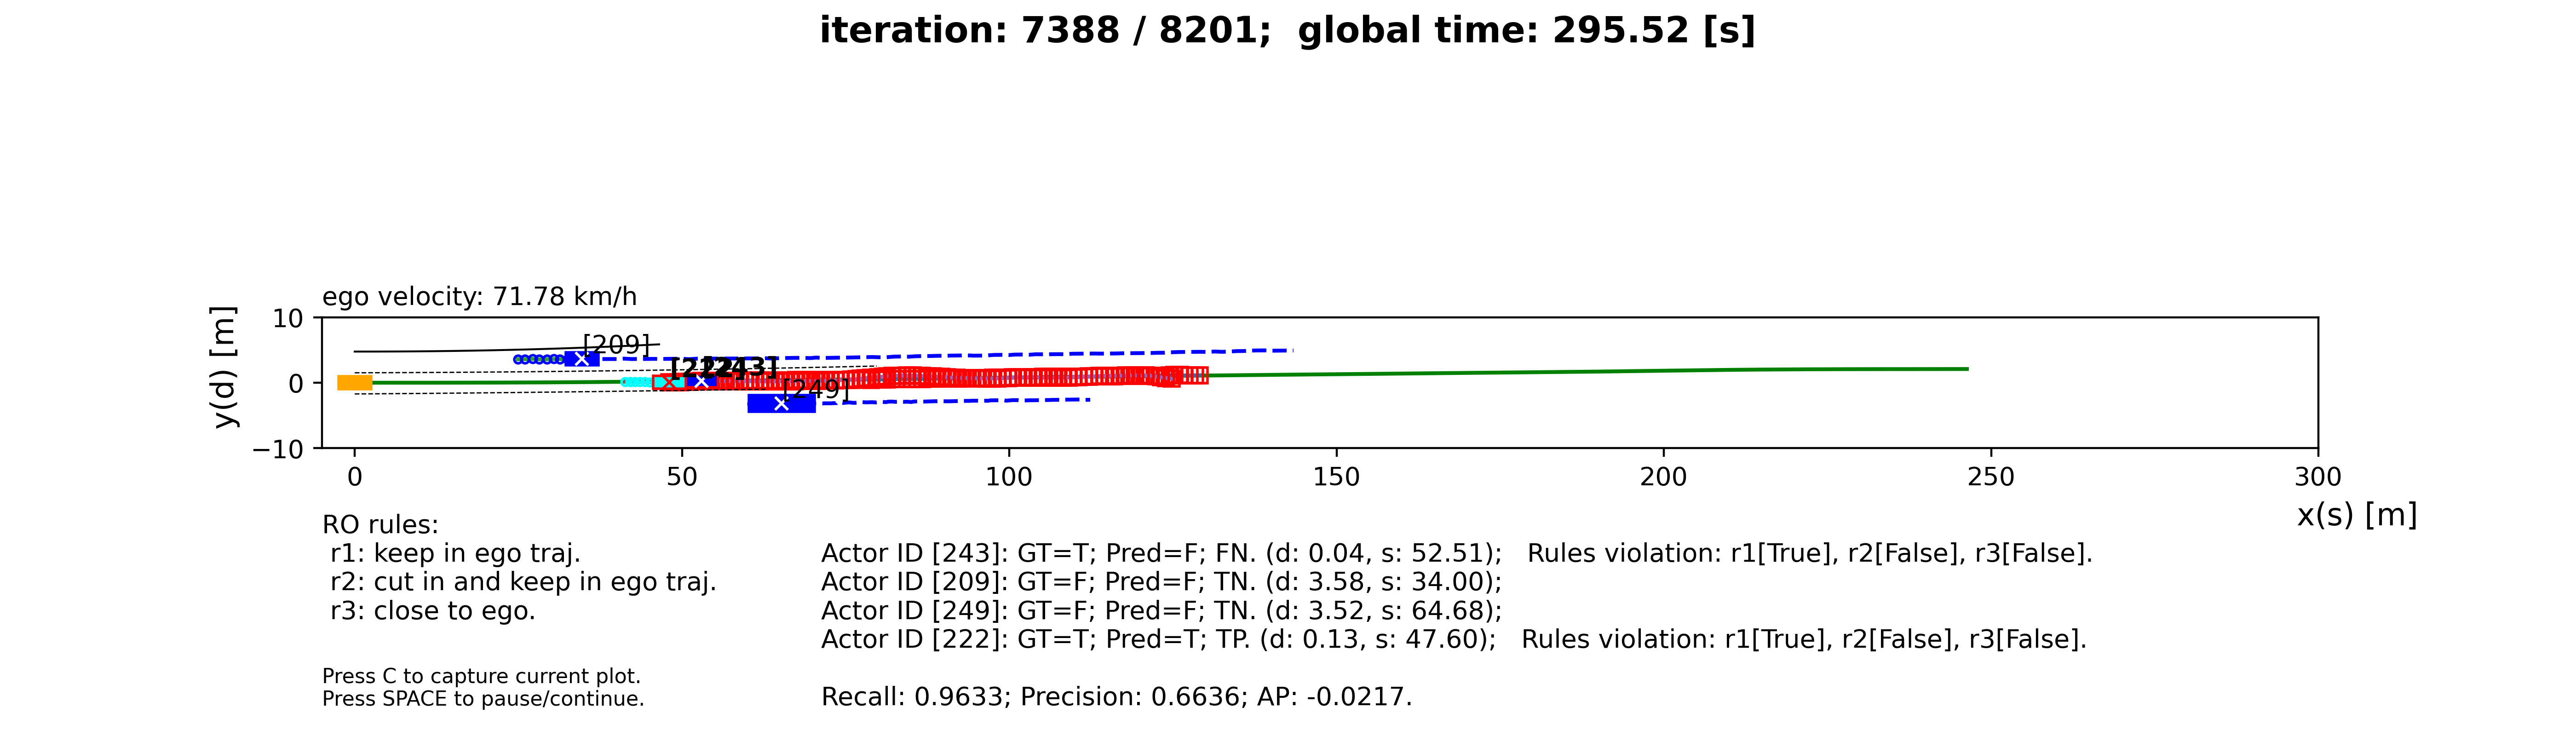 iteration: 7388 / 8201;  global time: 295.52 [s]
ego velocity: 71.78 km/h
y(d) [m]
10
0
−10
[209]
[222]
[243]
[249]
0 50 100 150 200 250 300
x(s) [m]
RO rules:
r1: keep in ego traj.
r2: cut in and keep in ego traj.
r3: close to ego.
Actor ID [243]: GT=T; Pred=F; FN. (d: 0.04, s: 52.51);   Rules violation: r1[True], r2[False], r3[False].
Actor ID [209]: GT=F; Pred=F; TN. (d: 3.58, s: 34.00);
Actor ID [249]: GT=F; Pred=F; TN. (d: 3.52, s: 64.68);
Actor ID [222]: GT=T; Pred=T; TP. (d: 0.13, s: 47.60);   Rules violation: r1[True], r2[False], r3[False].
Press C to capture current plot.
Press SPACE to pause/continue.
Recall: 0.9633; Precision: 0.6636; AP: -0.0217.